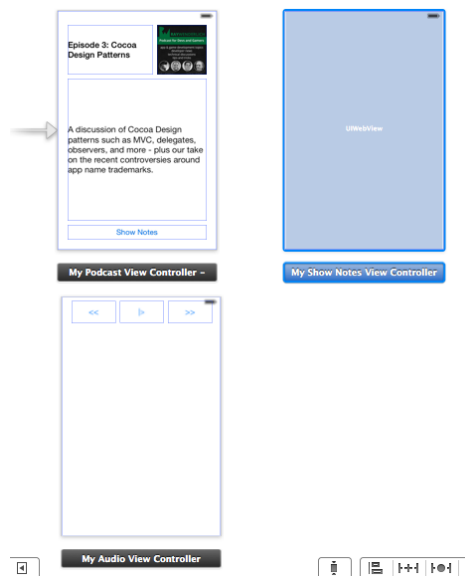 Episode 3: Cocoa
Design Patterns
A discussion of Cocoa Design
patterns such as MVC, delegates,
observers, and more - plus our take
on the recent controversies around
app name trademarks.
Show Notes
My Podcast View Controller –
UIWebView
My Show Notes View Controller
<<
|>
>>
My Audio View Controller